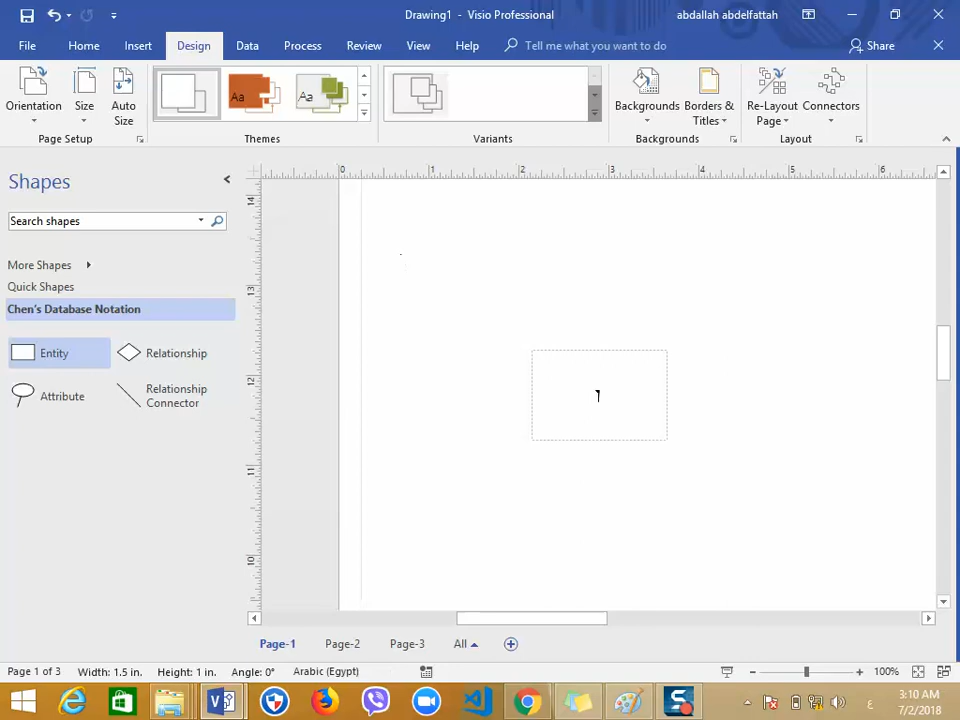 Drawing1 - Visio Professional
abdallah abdelfattah
File
Home
Insert
Design
Data
Process
Review
View
Help
Tell me what you want to do
Share
Orientation
Size
Auto
Size
Page Setup
Aa
Aa
Themes
Variants
Backgrounds
Borders &
Titles
Backgrounds
Re-Layout
Page
Connectors
Layout
Shapes
Search shapes
More Shapes
Quick Shapes
Chen's Database Notation
Entity
Relationship
Attribute
Relationship
Connector
0
1
2
3
4
5
6
14
13
12
11
10
Page-1
Page-2
Page-3
All
Page 1 of 3
Width: 1.5 in.
Height: 1 in.
Angle: 0°
Arabic (Egypt)
100%
ع
3:10 AM
7/2/2018